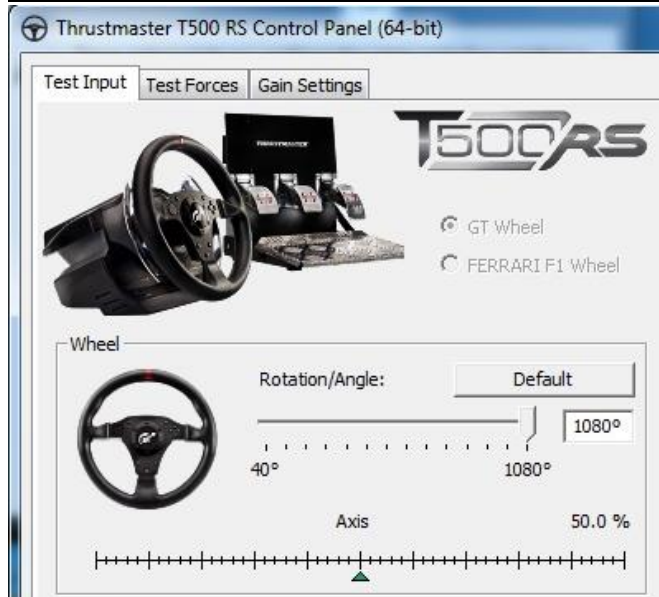 Thrustmaster T500 RS Control Panel (64-bit)
Test Input Test Forces Gain Settings
THRUSTMASTER
T500RS
GT Wheel
FERRARI F1 Wheel
Wheel
Rotation/Angle: Default
1080°
40° 1080°
Axis 50.0 %